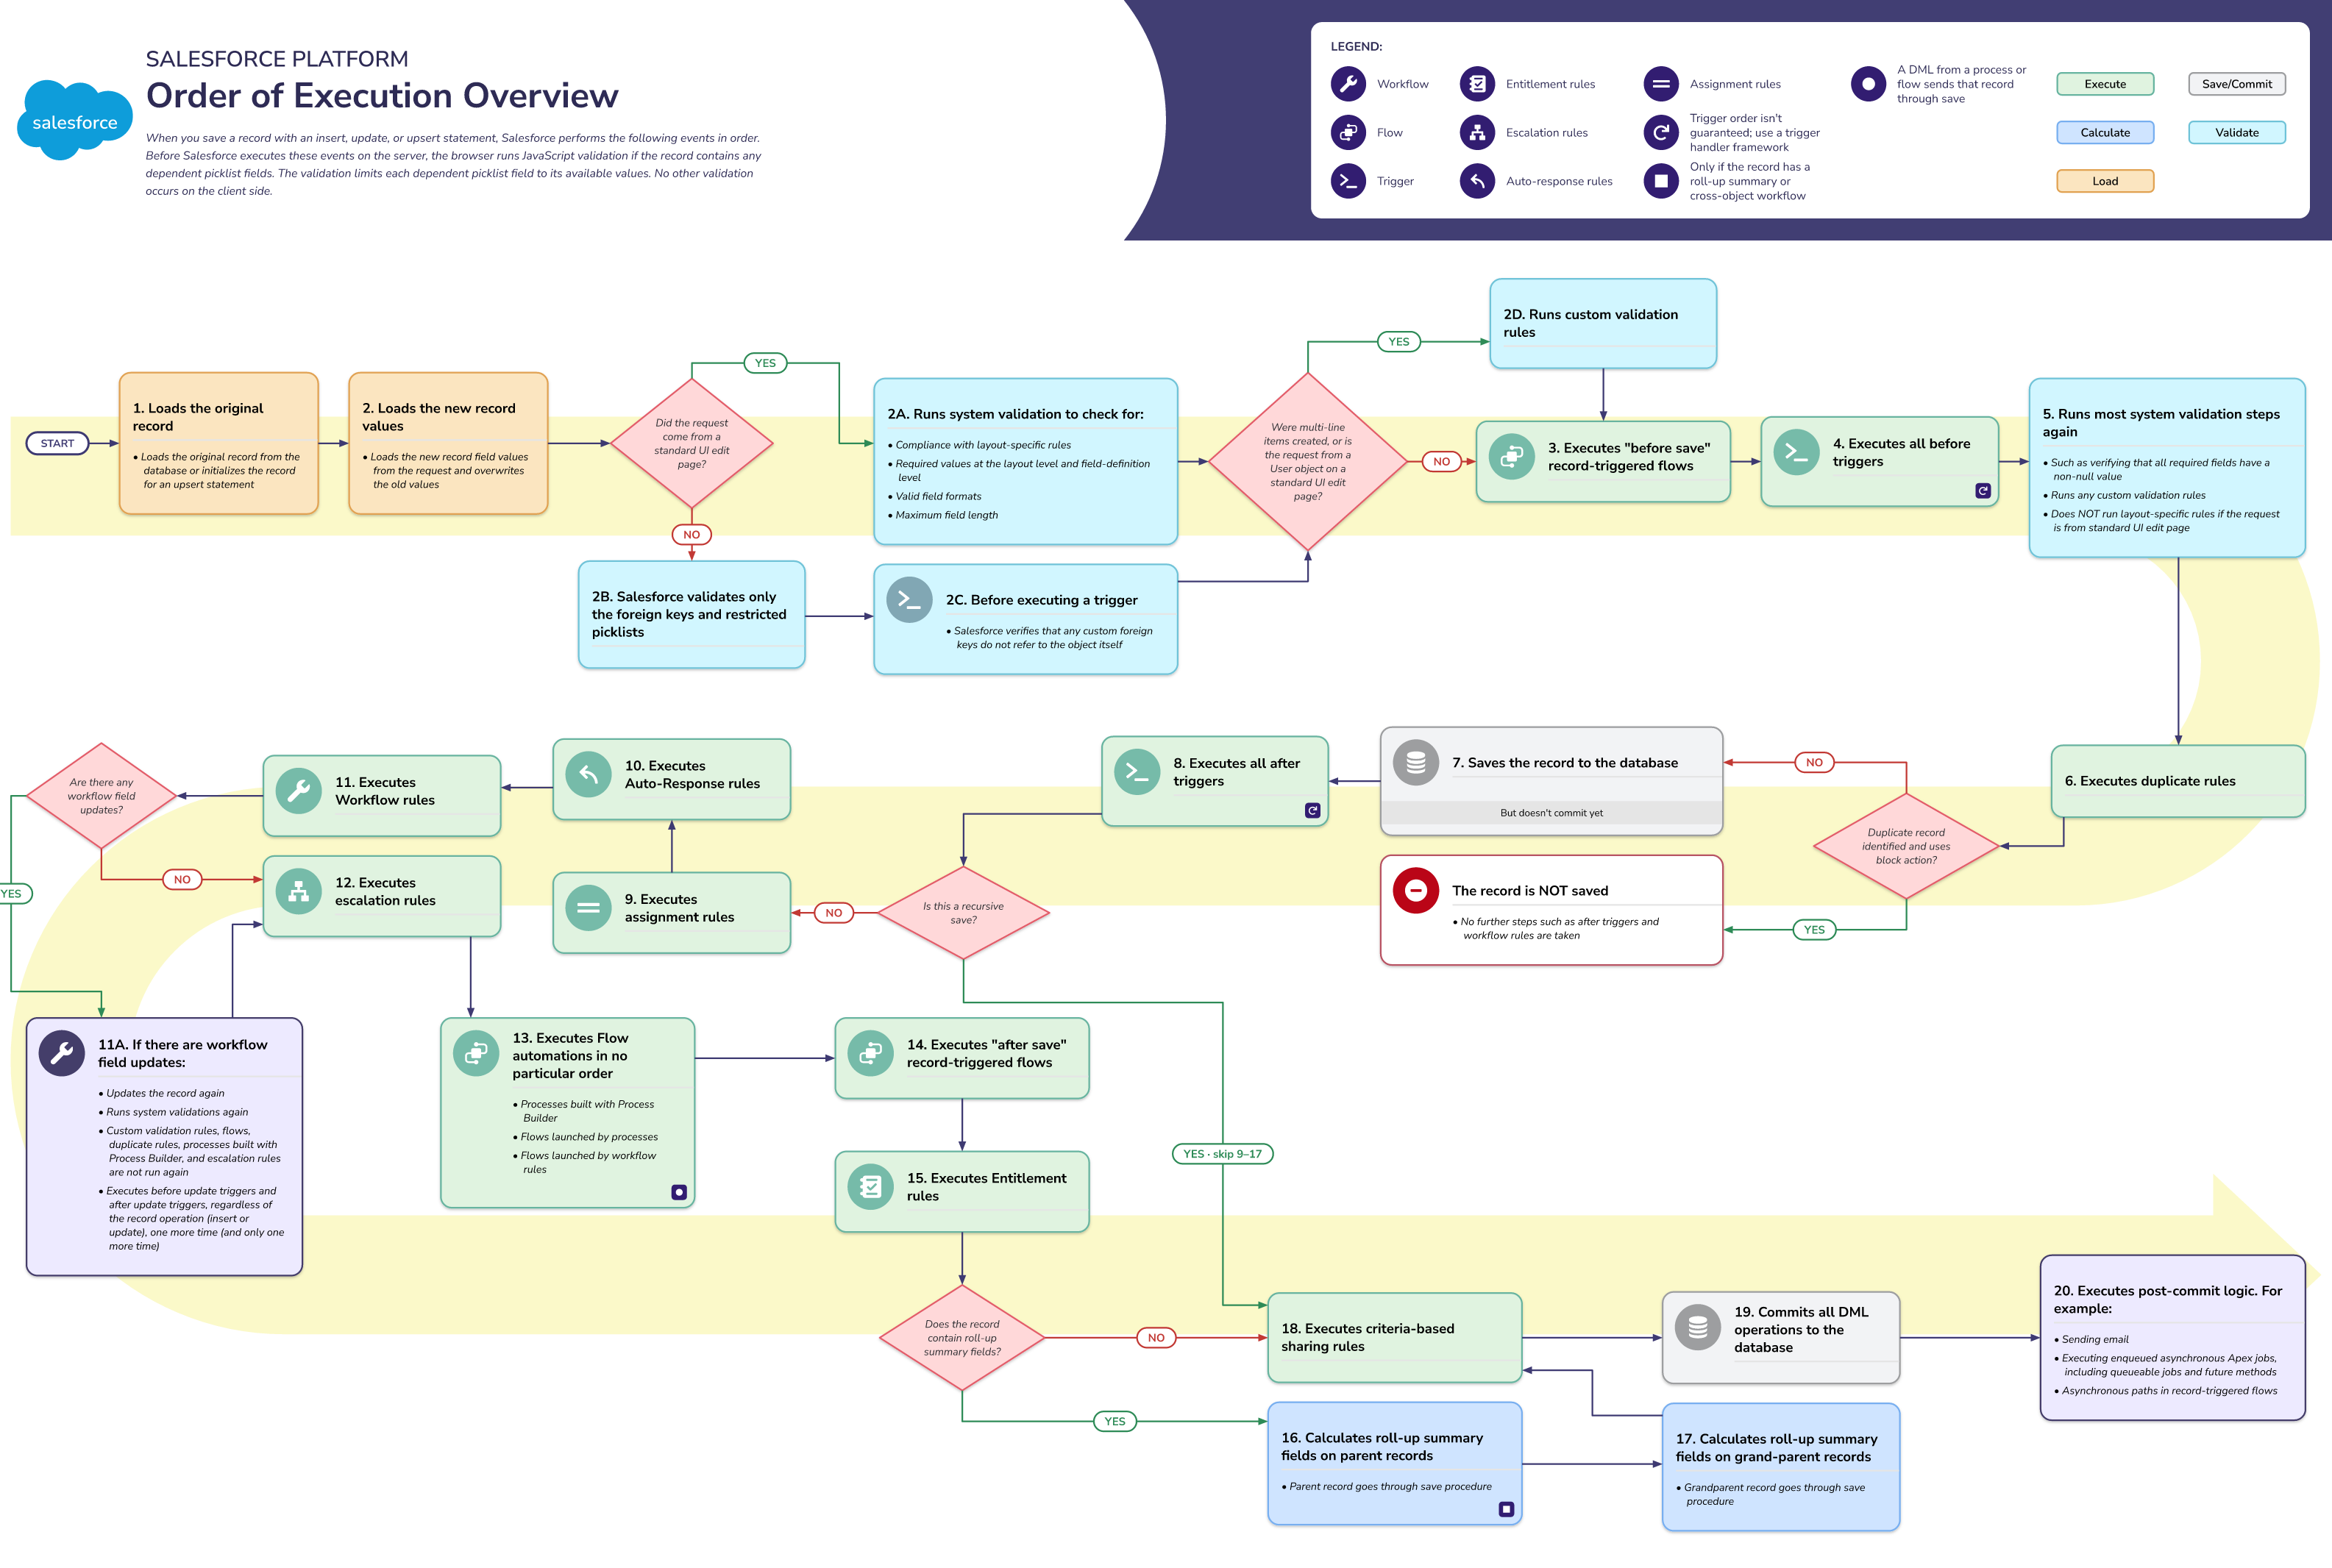 salesforce
SALESFORCE PLATFORM
Order of Execution Overview
When you save a record with an insert, update, or upsert statement, Salesforce performs the following events in order.
Before Salesforce executes these events on the server, the browser runs JavaScript validation if the record contains any
dependent picklist fields. The validation limits each dependent picklist field to its available values. No other validation
occurs on the client side.
LEGEND:
Workflow
Flow
Trigger
Entitlement rules
Escalation rules
Auto-response rules
Assignment rules
Trigger order isn't
guaranteed; use a trigger
handler framework
Only if the record has a
roll-up summary or
cross-object workflow
A DML from a process or
flow sends that record
through save
Execute
Save/Commit
Calculate
Validate
Load
START
1. Loads the original
record
• Loads the original record from the
database or initializes the record
for an upsert statement
2. Loads the new record
values
• Loads the new record field values
from the request and overwrites
the old values
Did the request
come from a
standard UI edit
page?
YES
NO
2A. Runs system validation to check for:
• Compliance with layout-specific rules
• Required values at the layout level and field-definition
level
• Valid field formats
• Maximum field length
2B. Salesforce validates only
the foreign keys and restricted
picklists
2C. Before executing a trigger
• Salesforce verifies that any custom foreign
keys do not refer to the object itself
Were multi-line
items created, or is
the request from a
User object on a
standard UI edit
page?
YES
NO
2D. Runs custom validation
rules
3. Executes "before save"
record-triggered flows
4. Executes all before
triggers
5. Runs most system validation steps
again
• Such as verifying that all required fields have a
non-null value
• Runs any custom validation rules
• Does NOT run layout-specific rules if the request
is from standard UI edit page
6. Executes duplicate rules
Duplicate record
identified and uses
block action?
NO
YES
7. Saves the record to the database
But doesn't commit yet
The record is NOT saved
• No further steps such as after triggers and
workflow rules are taken
8. Executes all after
triggers
Is this a recursive
save?
NO
YES · skip 9–17
9. Executes
assignment rules
10. Executes
Auto-Response rules
11. Executes
Workflow rules
Are there any
workflow field
updates?
YES
NO
11A. If there are workflow
field updates:
• Updates the record again
• Runs system validations again
• Custom validation rules, flows,
duplicate rules, processes built with
Process Builder, and escalation rules
are not run again
• Executes before update triggers and
after update triggers, regardless of
the record operation (insert or
update), one more time (and only one
more time)
12. Executes
escalation rules
13. Executes Flow
automations in no
particular order
• Processes built with Process
Builder
• Flows launched by processes
• Flows launched by workflow
rules
14. Executes "after save"
record-triggered flows
15. Executes Entitlement
rules
Does the record
contain roll-up
summary fields?
NO
YES
16. Calculates roll-up summary
fields on parent records
• Parent record goes through save procedure
17. Calculates roll-up summary
fields on grand-parent records
• Grandparent record goes through save
procedure
18. Executes criteria-based
sharing rules
19. Commits all DML
operations to the
database
20. Executes post-commit logic. For
example:
• Sending email
• Executing enqueued asynchronous Apex jobs,
including queueable jobs and future methods
• Asynchronous paths in record-triggered flows